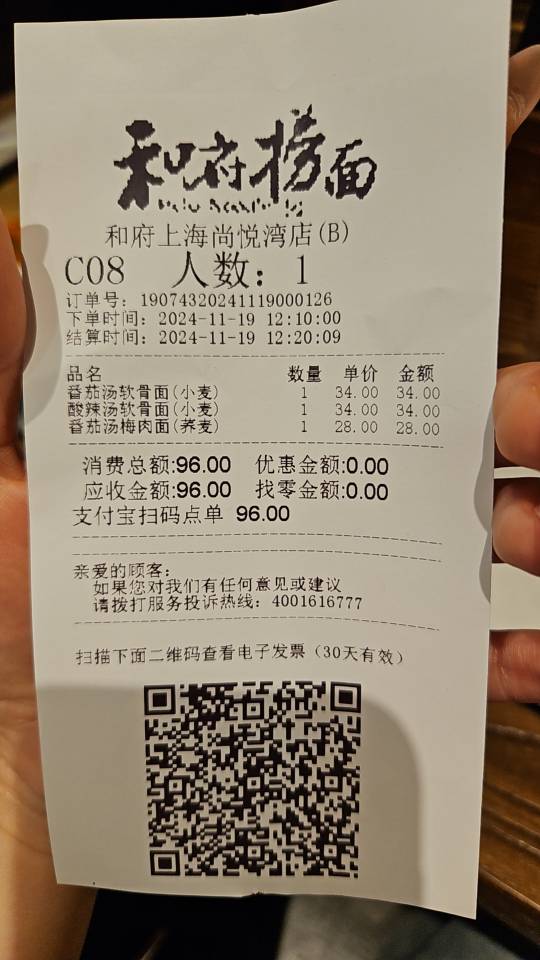 和府捞面
和府上海尚悦湾店(B)
C08 人数: 1
订单号: 19074320241119000126
下单时间: 2024-11-19 12:10:00
结算时间: 2024-11-19 12:20:09
品名 数量 单价 金额
番茄汤软骨面(小麦) 1 34.00 34.00
酸辣汤软骨面(小麦) 1 34.00 34.00
番茄汤梅肉面(荞麦) 1 28.00 28.00
消费总额:96.00 优惠金额:0.00
应收金额:96.00 找零金额:0.00
支付宝扫码点单 96.00
亲爱的顾客:
如果您对我们有任何意见或建议
请拨打服务投诉热线: 4001616777
扫描下面二维码查看电子发票(30天有效)